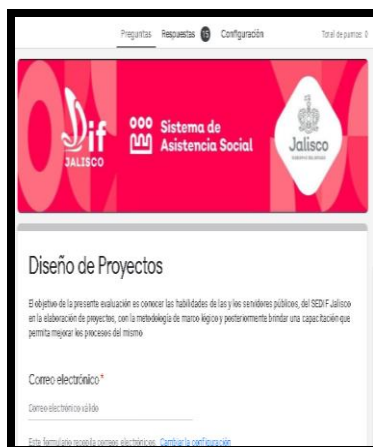 Preguntas Respuestas 15 Configuración Total de puntos: 0
Dif
JALISCO
Sistema de
Asistencia Social
Jalisco
GOBIERNO DEL ESTADO
Diseño de Proyectos
El objetivo de la presente evaluación es conocer las habilidades de las y los servidores públicos, del SEDIF Jalisco
en la elaboración de proyectos, con la metodología de marco lógico y posteriormente brindar una capacitación que
permita mejorar los procesos del mismo
Correo electrónico *
Correo electrónico válido
Este formulario recopila correos electrónicos. Cambiar la configuración